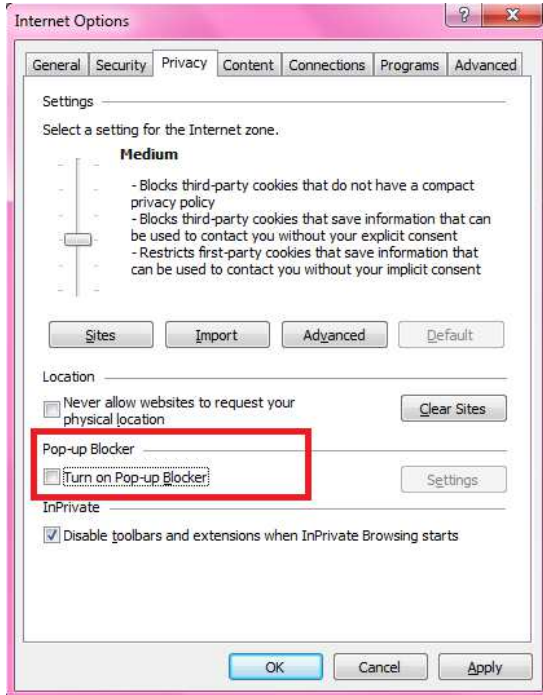 Internet Options
?
X
General Security Privacy Content Connections Programs Advanced
Settings
Select a setting for the Internet zone.
Medium
- Blocks third-party cookies that do not have a compact
privacy policy
- Blocks third-party cookies that save information that can
be used to contact you without your explicit consent
- Restricts first-party cookies that save information that
can be used to contact you without your implicit consent
Sites Import Advanced Default
Location
Never allow websites to request your
physical location
Clear Sites
Pop-up Blocker
Turn on Pop-up Blocker
Settings
InPrivate
Disable toolbars and extensions when InPrivate Browsing starts
OK Cancel Apply